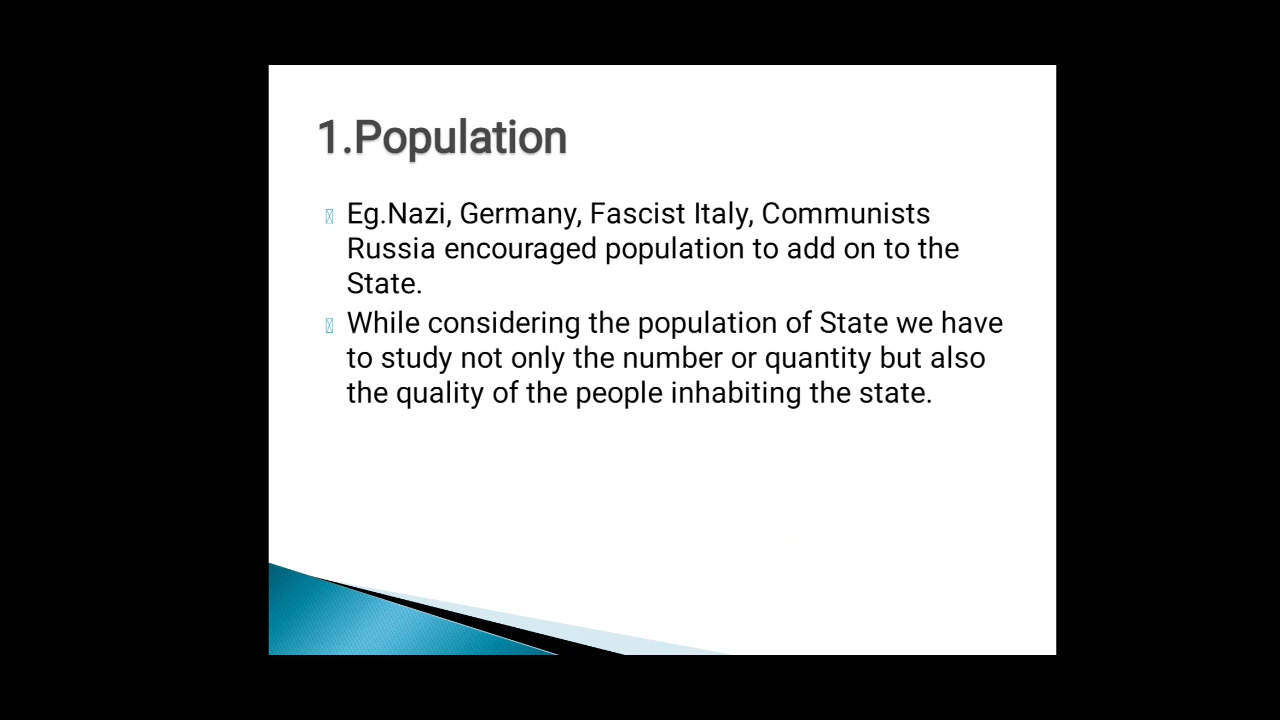 1.Population
Eg.Nazi, Germany, Fascist Italy, Communists
Russia encouraged population to add on to the
State.
While considering the population of State we have
to study not only the number or quantity but also
the quality of the people inhabiting the state.